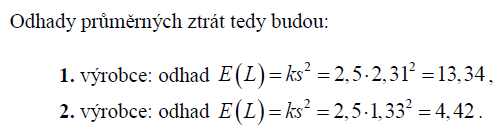 Odhady průměrných ztrát tedy budou:
1. výrobce: odhad E(L)=ks²=2,5·2,31²=13,34,
2. výrobce: odhad E(L)=ks²=2,5·1,33²=4,42.